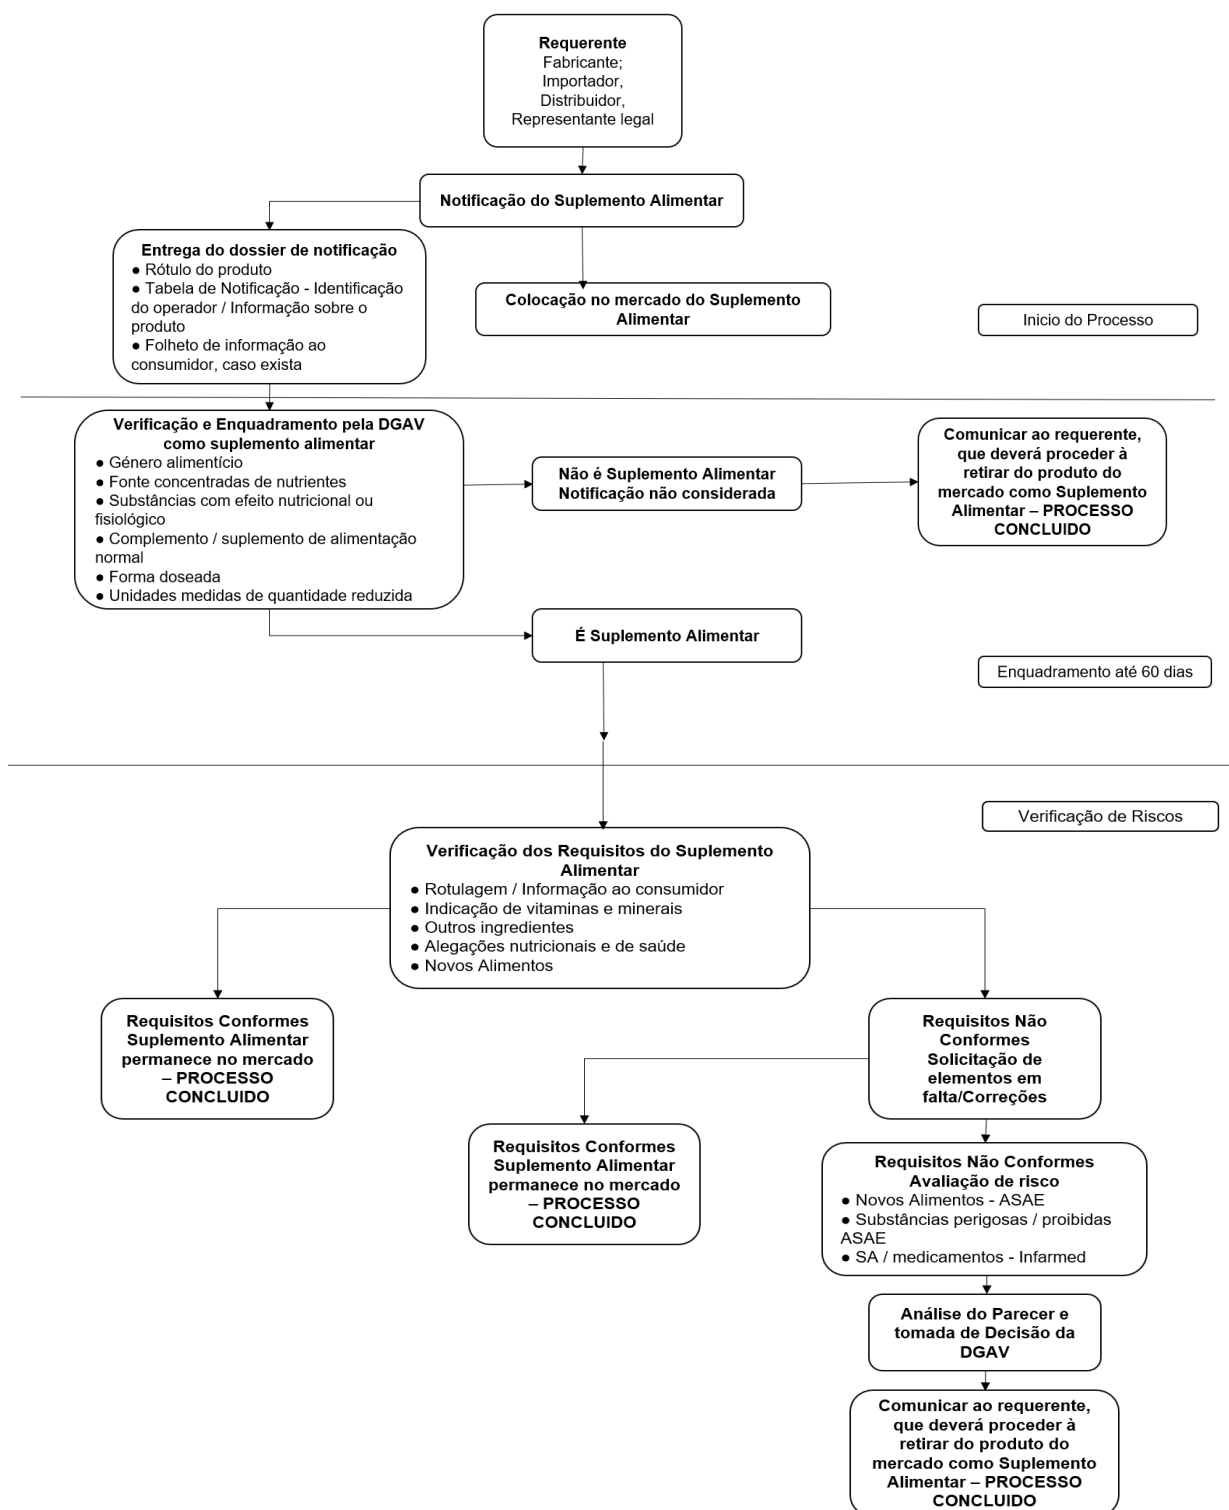 Requerente
Fabricante;
Importador,
Distribuidor,
Representante legal
Notificação do Suplemento Alimentar
Entrega do dossier de notificação
● Rótulo do produto
● Tabela de Notificação - Identificação
do operador / Informação sobre o
produto
● Folheto de informação ao
consumidor, caso exista
Colocação no mercado do Suplemento
Alimentar
Inicio do Processo
Verificação e Enquadramento pela DGAV
como suplemento alimentar
● Género alimentício
● Fonte concentradas de nutrientes
● Substâncias com efeito nutricional ou
fisiológico
● Complemento / suplemento de alimentação
normal
● Forma doseada
● Unidades medidas de quantidade reduzida
Não é Suplemento Alimentar
Notificação não considerada
Comunicar ao requerente,
que deverá proceder à
retirar do produto do
mercado como Suplemento
Alimentar – PROCESSO
CONCLUIDO
É Suplemento Alimentar
Enquadramento até 60 dias
Verificação de Riscos
Verificação dos Requisitos do Suplemento
Alimentar
● Rotulagem / Informação ao consumidor
● Indicação de vitaminas e minerais
● Outros ingredientes
● Alegações nutricionais e de saúde
● Novos Alimentos
Requisitos Conformes
Suplemento Alimentar
permanece no mercado
– PROCESSO
CONCLUIDO
Requisitos Não
Conformes
Solicitação de
elementos em
falta/Correções
Requisitos Conformes
Suplemento Alimentar
permanece no mercado
– PROCESSO
CONCLUIDO
Requisitos Não Conformes
Avaliação de risco
● Novos Alimentos - ASAE
● Substâncias perigosas / proibidas
ASAE
● SA / medicamentos - Infarmed
Análise do Parecer e
tomada de Decisão da
DGAV
Comunicar ao requerente,
que deverá proceder à
retirar do produto do
mercado como Suplemento
Alimentar – PROCESSO
CONCLUIDO